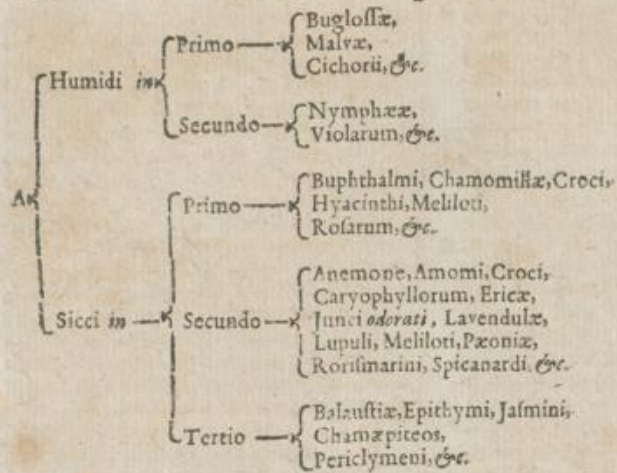 Primo
Buglossæ,
Malvæ,
Cichorii, &c.
Humidi in
Secundo
Nymphææ,
Violarum, &c.
A
Primo
Buphthalmi, Chamomillæ, Croci,
Hyacinthi, Meliloti,
Rosarum, &c.
Sicci in
Secundo
Anemone, Amomi, Croci,
Caryophyllorum, Ericæ,
Junci odorati, Lavendulæ,
Lupuli, Meliloti, Pæoniæ,
Rorismarini, Spicanardi, &c.
Tertio
Balaustiæ, Epithymi, Jasmini,
Chamæpiteos,
Periclymeni, &c.